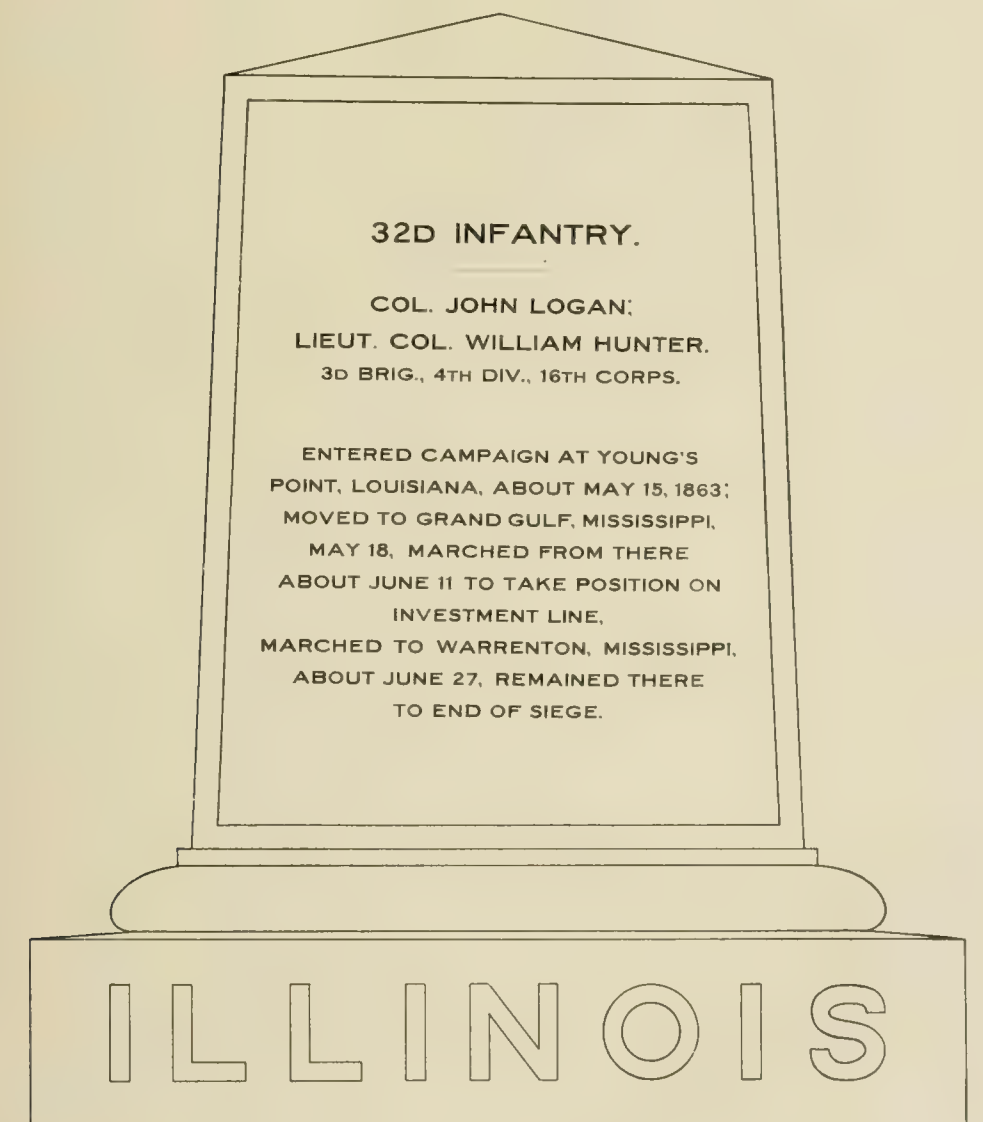 32D INFANTRY.
COL. JOHN LOGAN;
LIEUT. COL. WILLIAM HUNTER.
3D BRIG., 4TH DIV., 16TH CORPS.
ENTERED CAMPAIGN AT YOUNG'S
POINT, LOUISIANA, ABOUT MAY 15, 1863;
MOVED TO GRAND GULF, MISSISSIPPI,
MAY 18, MARCHED FROM THERE
ABOUT JUNE 11 TO TAKE POSITION ON
INVESTMENT LINE,
MARCHED TO WARRENTON, MISSISSIPPI,
ABOUT JUNE 27, REMAINED THERE
TO END OF SIEGE.
ILLINOIS